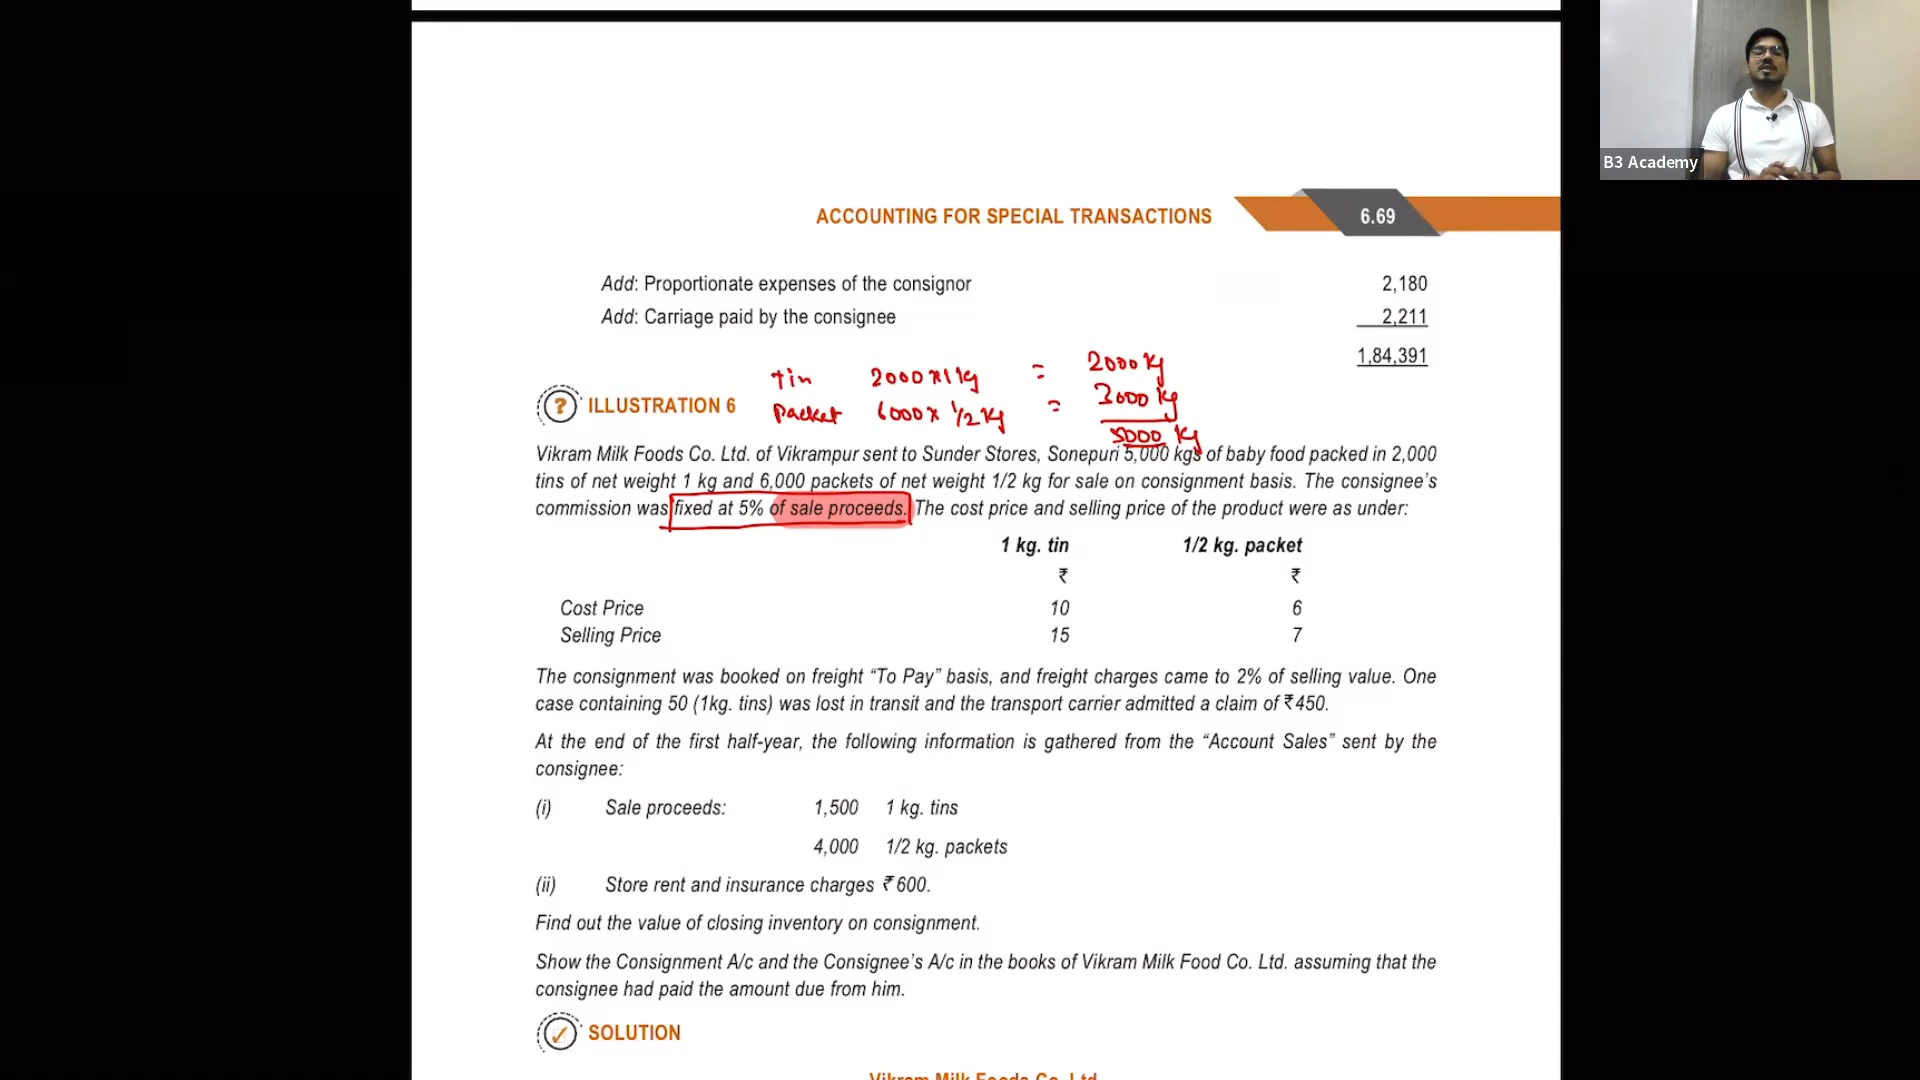 B3 Academy
ACCOUNTING FOR SPECIAL TRANSACTIONS 6.69
Add: Proportionate expenses of the consignor 2,180
Add: Carriage paid by the consignee 2,211
1,84,391
Tin 2000x1 kg = 2000 kg
Packet 6000 x 1/2 kg = 3000 kg
5000 kg
ILLUSTRATION 6
Vikram Milk Foods Co. Ltd. of Vikrampur sent to Sunder Stores, Sonepuri 5,000 kgs of baby food packed in 2,000
tins of net weight 1 kg and 6,000 packets of net weight 1/2 kg for sale on consignment basis. The consignee's
commission was fixed at 5% of sale proceeds. The cost price and selling price of the product were as under:
1 kg. tin 1/2 kg. packet
₹ ₹
Cost Price 10 6
Selling Price 15 7
The consignment was booked on freight “To Pay” basis, and freight charges came to 2% of selling value. One
case containing 50 (1kg. tins) was lost in transit and the transport carrier admitted a claim of ₹450.
At the end of the first half-year, the following information is gathered from the “Account Sales” sent by the
consignee:
(i) Sale proceeds: 1,500 1 kg. tins
4,000 1/2 kg. packets
(ii) Store rent and insurance charges ₹600.
Find out the value of closing inventory on consignment.
Show the Consignment A/c and the Consignee's A/c in the books of Vikram Milk Food Co. Ltd. assuming that the
consignee had paid the amount due from him.
SOLUTION
Vikram Milk Foods Co. Ltd.